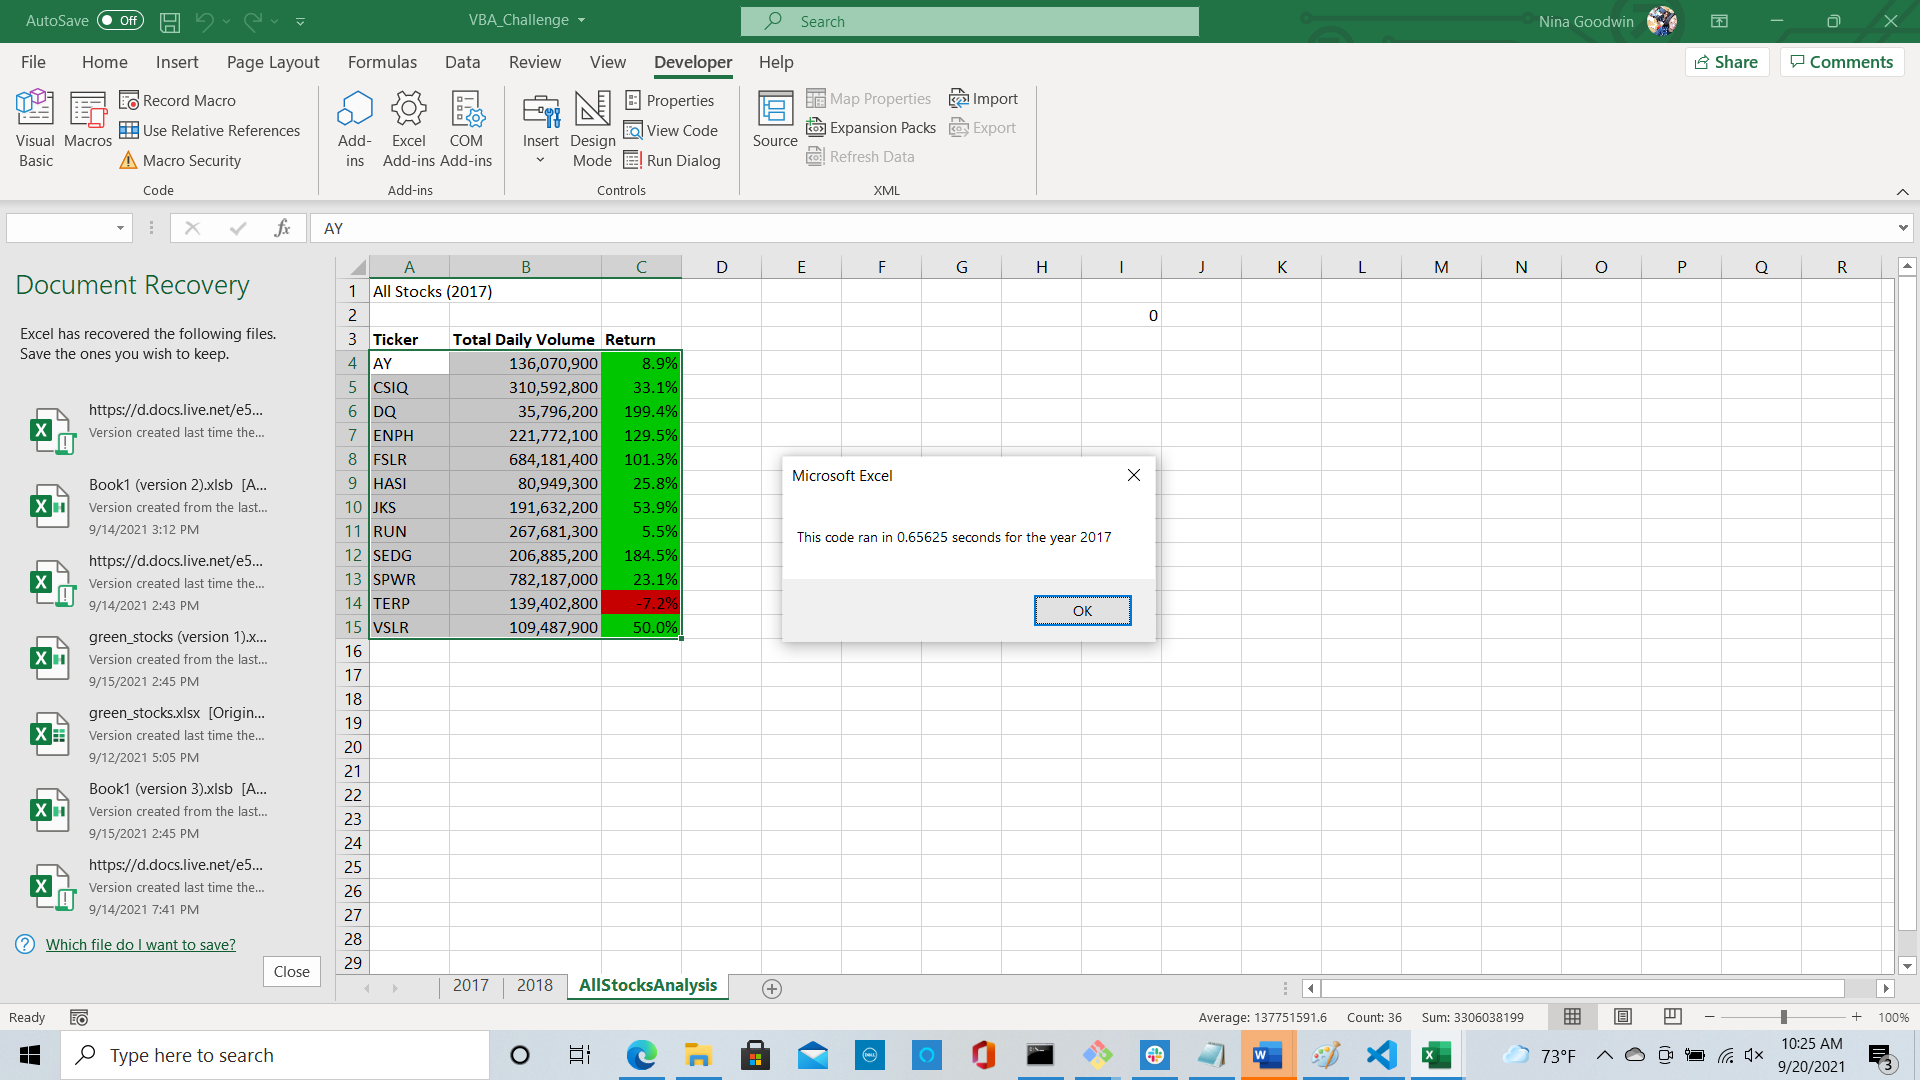 AutoSave Off VBA_Challenge Search Nina Goodwin
File Home Insert Page Layout Formulas Data Review View Developer Help Share Comments
Visual Basic
Macros
Record Macro
Use Relative References
Macro Security
Code
Add-ins
Excel Add-ins
COM Add-ins
Add-ins
Insert
Design Mode
Properties
View Code
Run Dialog
Controls
Source
Map Properties
Expansion Packs
Refresh Data
Import
Export
XML
fx AY
Document Recovery
Excel has recovered the following files.
Save the ones you wish to keep.
https://d.docs.live.net/e5...
Version created last time the...
Book1 (version 2).xlsb [A...
Version created from the last...
9/14/2021 3:12 PM
https://d.docs.live.net/e5...
Version created last time the...
9/14/2021 2:43 PM
green_stocks (version 1).x...
Version created from the last...
9/15/2021 2:45 PM
green_stocks.xlsx [Origin...
Version created last time the...
9/12/2021 5:05 PM
Book1 (version 3).xlsb [A...
Version created from the last...
9/15/2021 2:45 PM
https://d.docs.live.net/e5...
Version created last time the...
9/14/2021 7:41 PM
Which file do I want to save?
Close
A B C D E F G H I J K L M N O P Q R
1 All Stocks (2017)
2 0
3 Ticker Total Daily Volume Return
4 AY 136,070,900 8.9%
5 CSIQ 310,592,800 33.1%
6 DQ 35,796,200 199.4%
7 ENPH 221,772,100 129.5%
8 FSLR 684,181,400 101.3%
9 HASI 80,949,300 25.8%
10 JKS 191,632,200 53.9%
11 RUN 267,681,300 5.5%
12 SEDG 206,885,200 184.5%
13 SPWR 782,187,000 23.1%
14 TERP 139,402,800 -7.2%
15 VSLR 109,487,900 50.0%
16
17
18
19
20
21
22
23
24
25
26
27
28
29
Microsoft Excel
This code ran in 0.65625 seconds for the year 2017
OK
2017 2018 AllStocksAnalysis
Ready Average: 137751591.6 Count: 36 Sum: 3306038199 100%
Type here to search 73°F 10:25 AM
9/20/2021 3